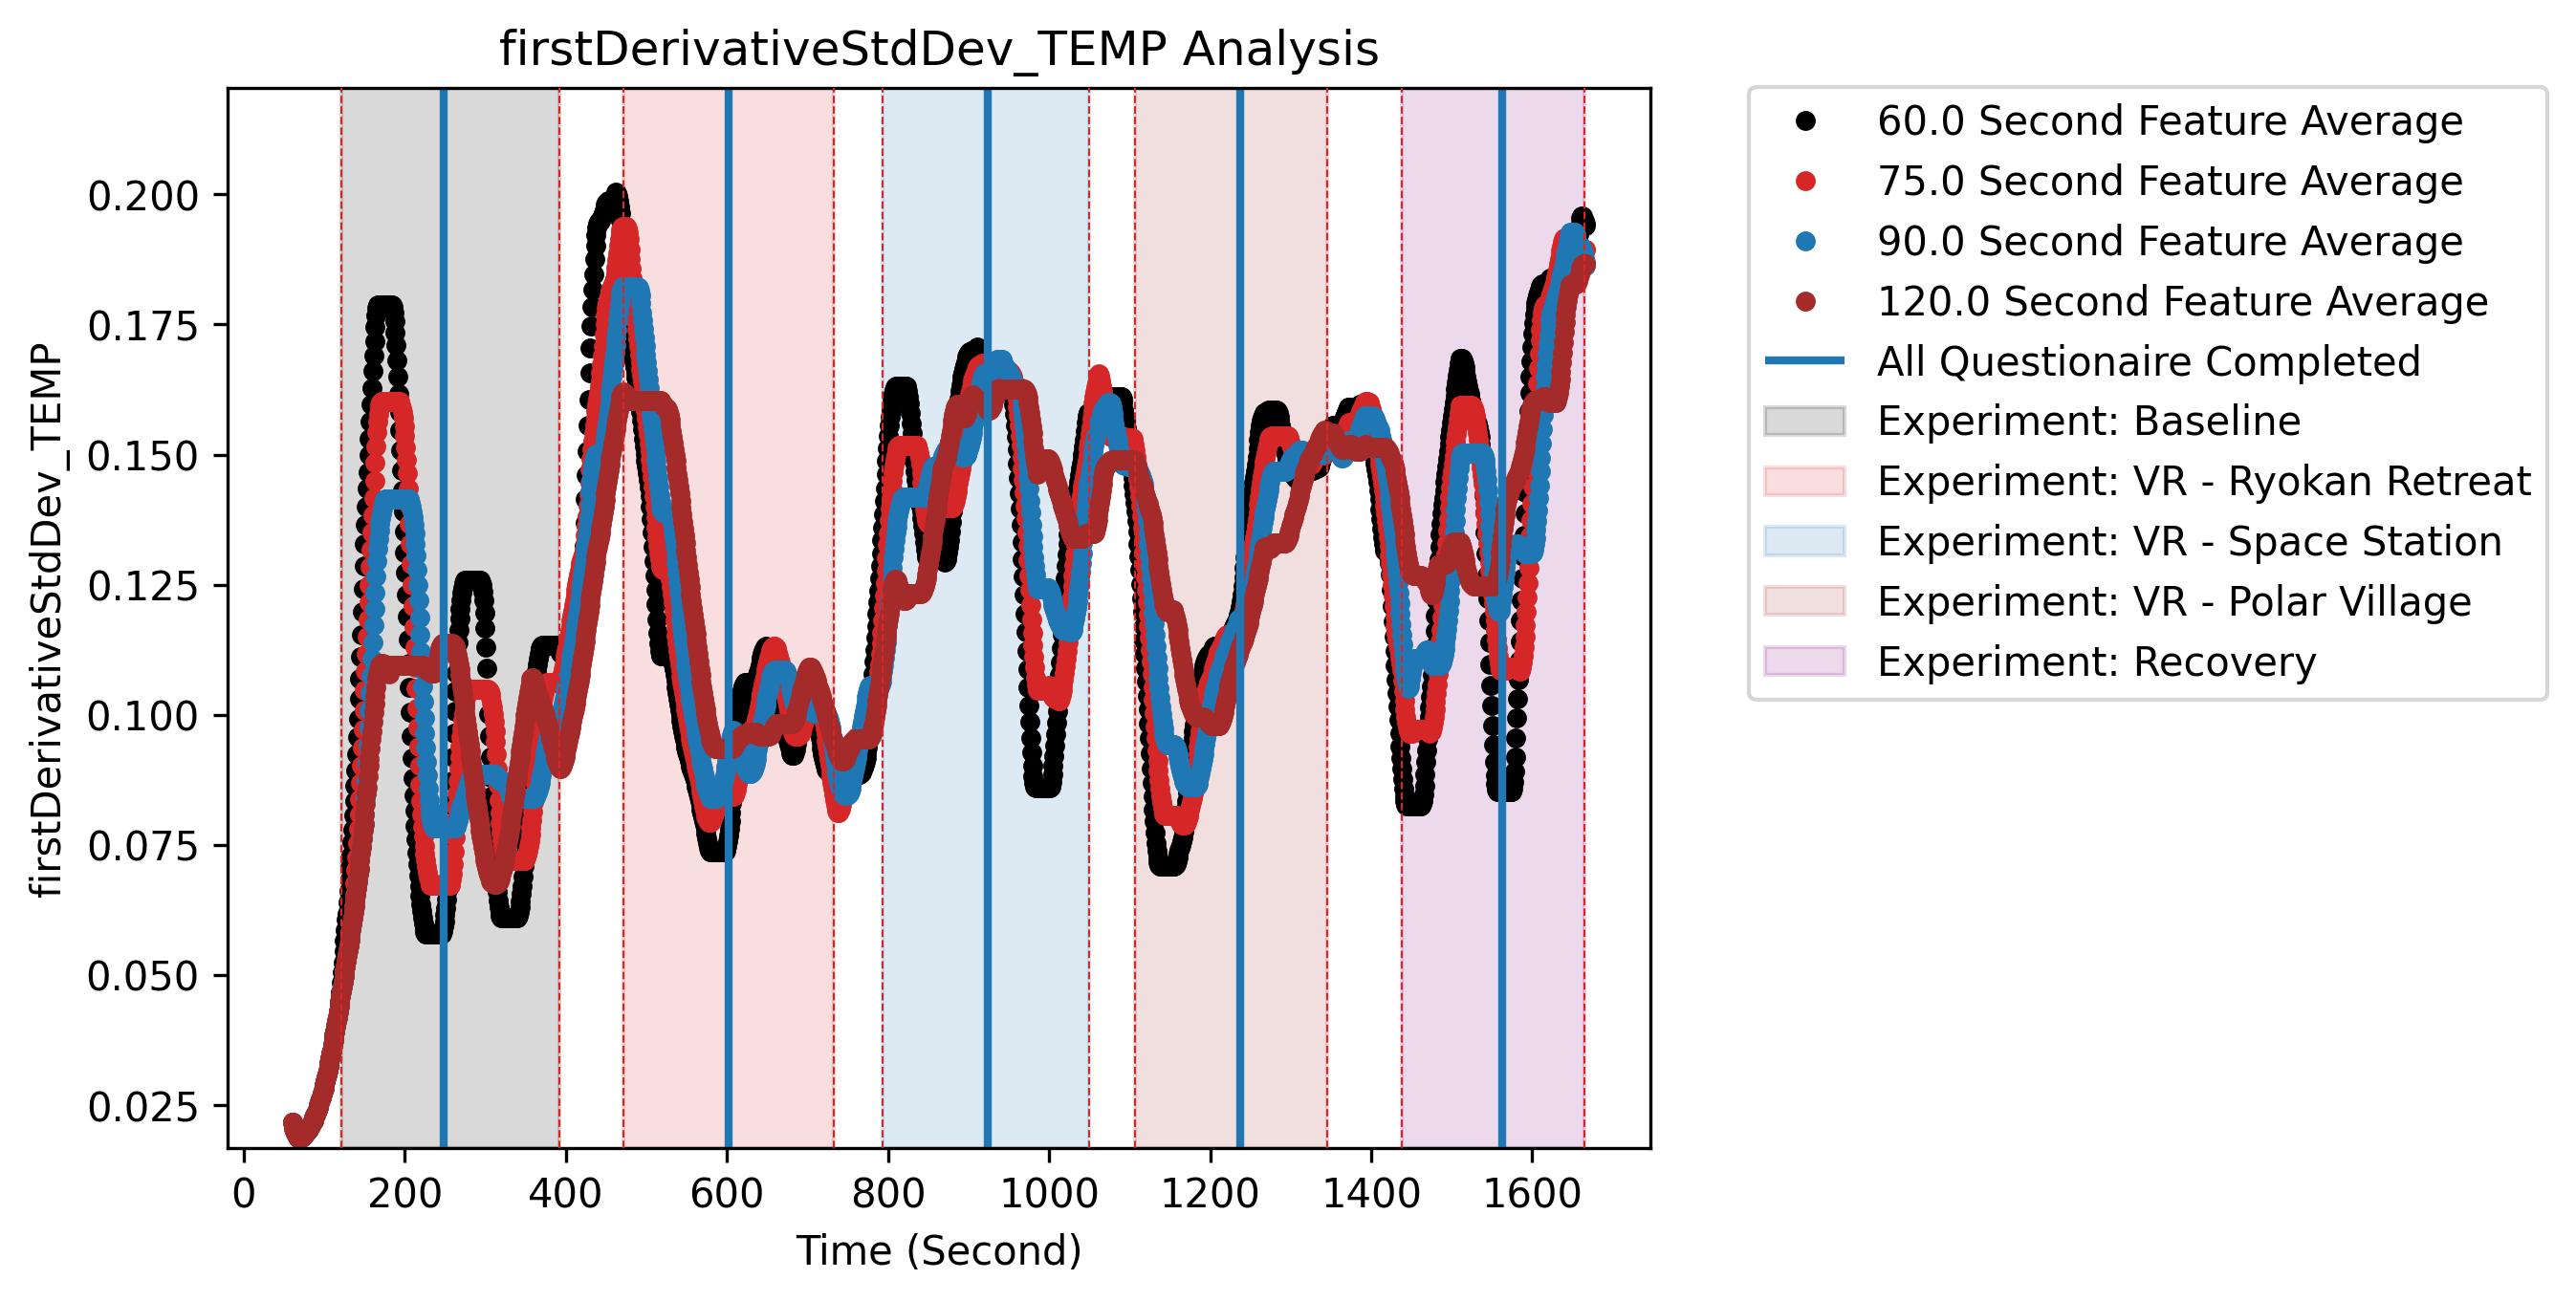 firstDerivativeStdDev_TEMP Analysis
firstDerivativeStdDev_TEMP
0.200
0.175
0.150
0.125
0.100
0.075
0.050
0.025
0 200 400 600 800 1000 1200 1400 1600
Time (Second)
60.0 Second Feature Average
75.0 Second Feature Average
90.0 Second Feature Average
120.0 Second Feature Average
All Questionaire Completed
Experiment: Baseline
Experiment: VR - Ryokan Retreat
Experiment: VR - Space Station
Experiment: VR - Polar Village
Experiment: Recovery